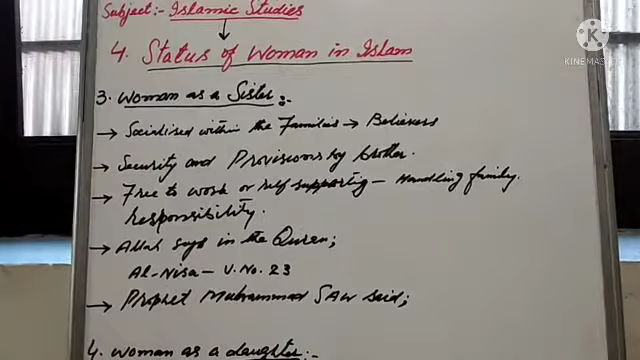 Subject:- Islamic Studies
4. Status of Woman in Islam
3. Woman as a Sister:-
→ Socialised within the Families → Believers
→ Security and Provisions by brother.
→ Free to work or self supporting - Handling family responsibility.
→ Allah says in the Quran;
Al-Nisa - V.No. 23
→ Prophet Muhammad SAW said;
4. Woman as a daughter:-
KINEMASTER